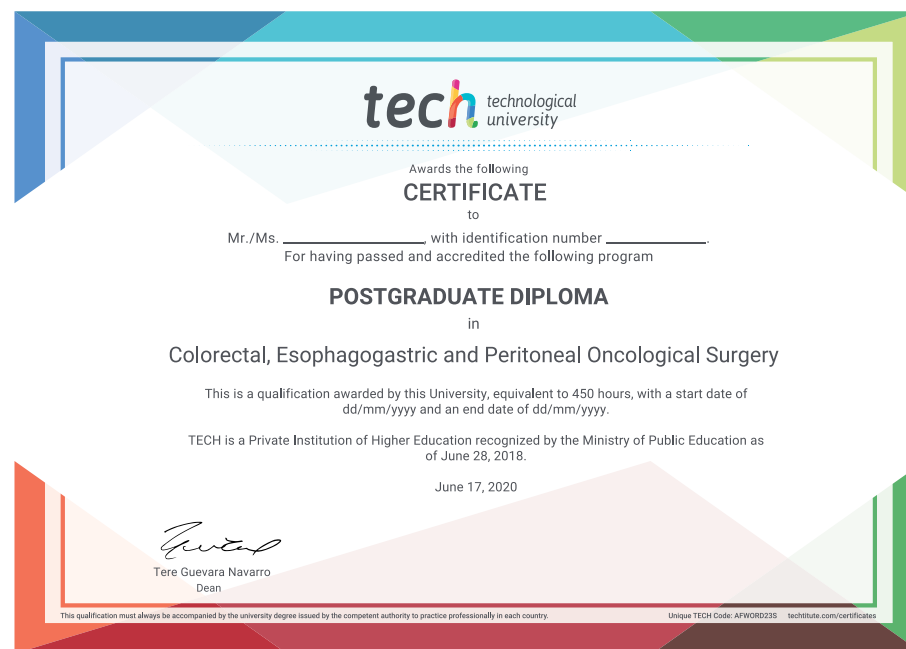 tech technological
university
Awards the following
CERTIFICATE
to
Mr./Ms. ____________________, with identification number ______________.
For having passed and accredited the following program
POSTGRADUATE DIPLOMA
in
Colorectal, Esophagogastric and Peritoneal Oncological Surgery
This is a qualification awarded by this University, equivalent to 450 hours, with a start date of
dd/mm/yyyy and an end date of dd/mm/yyyy.
TECH is a Private Institution of Higher Education recognized by the Ministry of Public Education as
of June 28, 2018.
June 17, 2020
Tere Guevara Navarro
Dean
This qualification must always be accompanied by the university degree issued by the competent authority to practice professionally in each country. Unique TECH Code: AFWORD23S techtitute.com/certificates